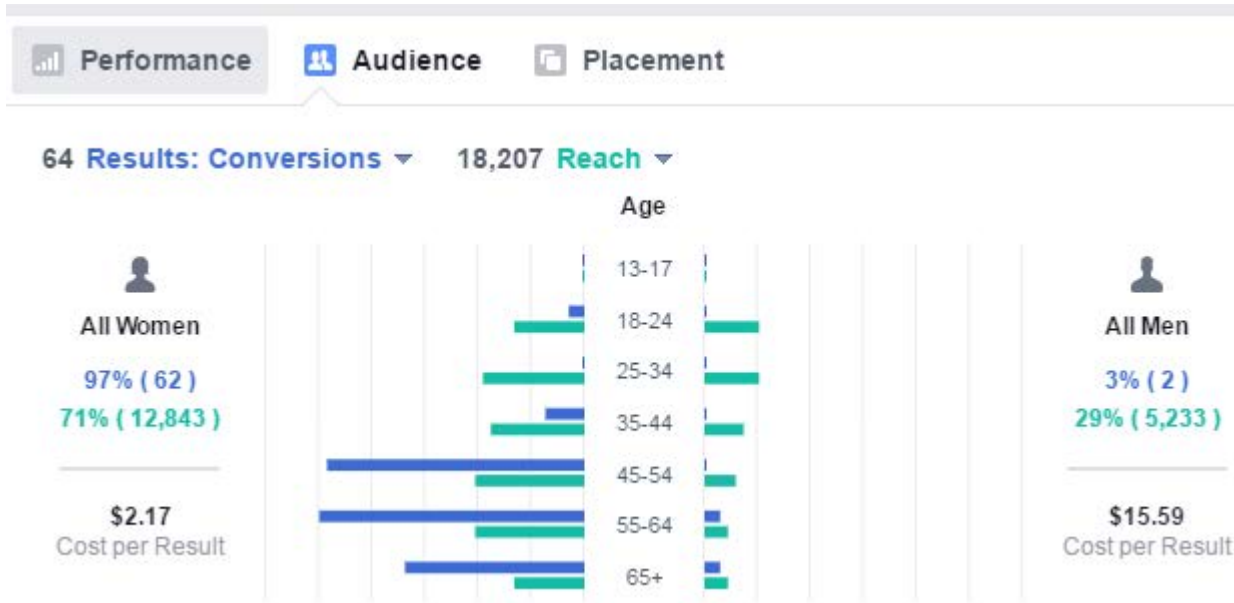 Performance Audience Placement
64 Results: Conversions 18,207 Reach
Age
13-17
All Women 18-24 All Men
97% ( 62 ) 25-34 3% ( 2 )
71% ( 12,843 ) 35-44 29% ( 5,233 )
45-54
$2.17 55-64 $15.59
Cost per Result Cost per Result
65+